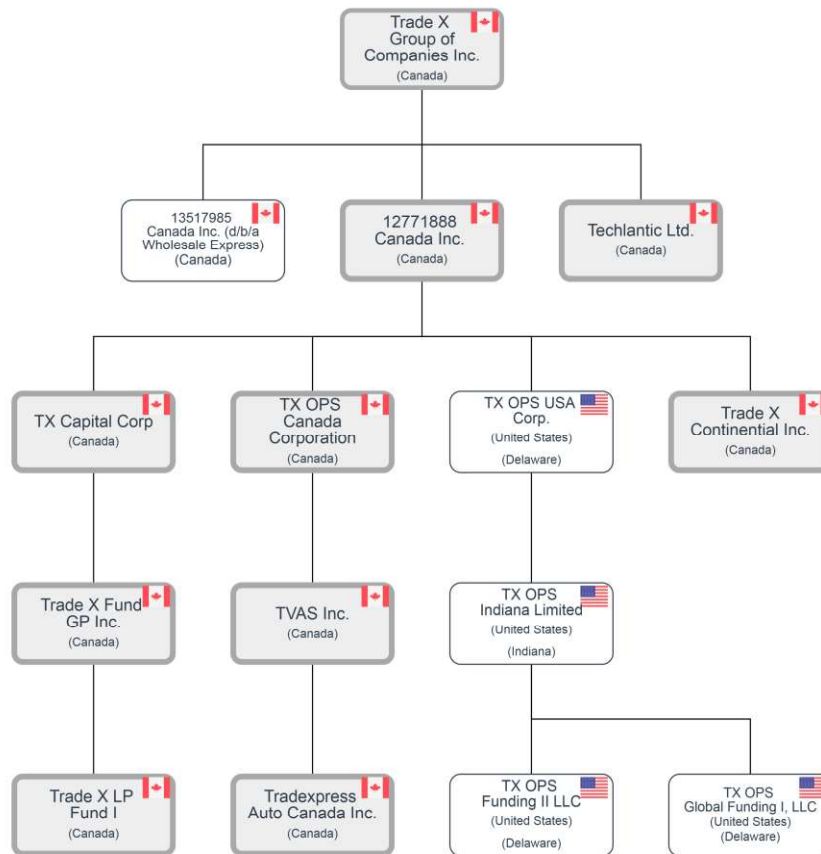 Trade X
Group of
Companies Inc.
(Canada)
13517985
Canada Inc. (d/b/a
Wholesale Express)
(Canada)
12771888
Canada Inc.
(Canada)
Techlantic Ltd.
(Canada)
TX Capital Corp
(Canada)
TX OPS
Canada
Corporation
(Canada)
TX OPS USA
Corp.
(United States)
(Delaware)
Trade X
Continential Inc.
(Canada)
Trade X Fund
GP Inc.
(Canada)
TVAS Inc.
(Canada)
TX OPS
Indiana Limited
(United States)
(Indiana)
Trade X LP
Fund I
(Canada)
Tradexpress
Auto Canada Inc.
(Canada)
TX OPS
Funding II LLC
(United States)
(Delaware)
TX OPS
Global Funding I, LLC
(United States)
(Delaware)